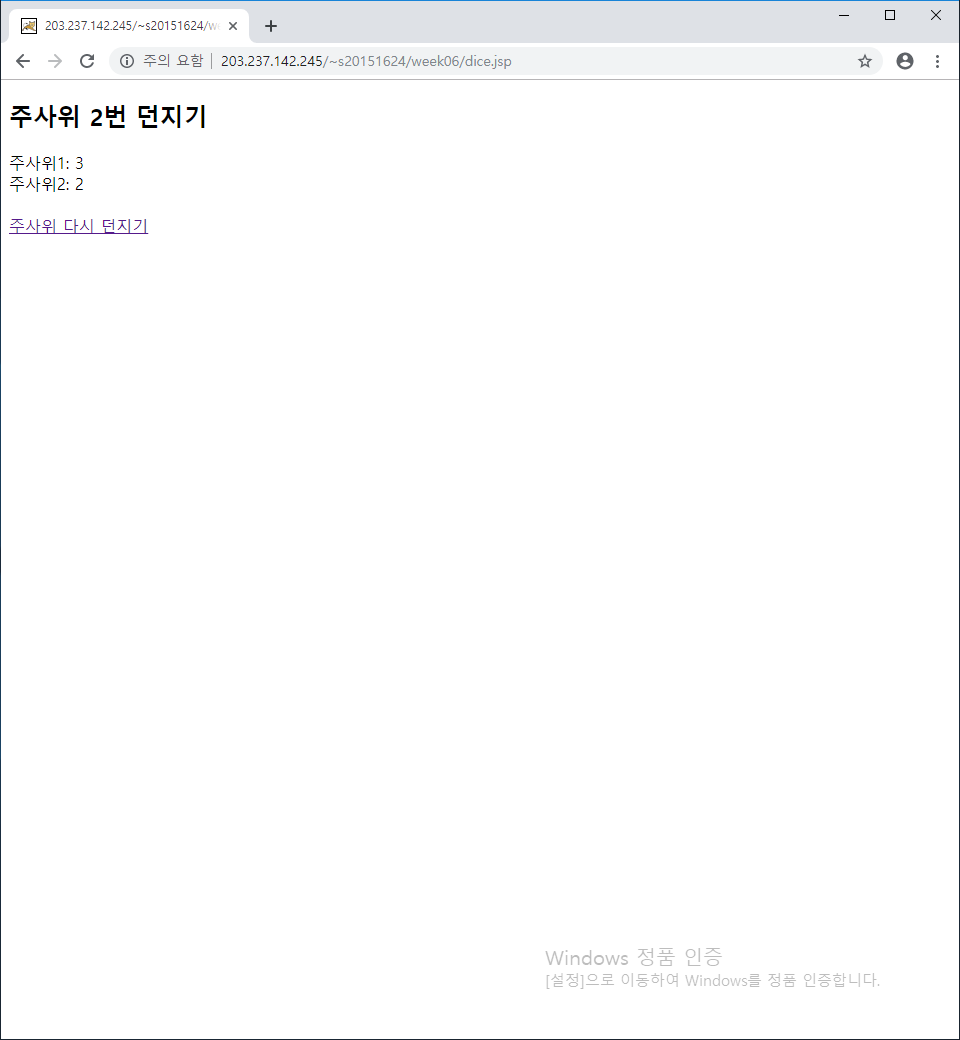 203.237.142.245/~s20151624/w
주의 요함 | 203.237.142.245/~s20151624/week06/dice.jsp
주사위 2번 던지기
주사위1: 3
주사위2: 2
주사위 다시 던지기
Windows 정품 인증
[설정]으로 이동하여 Windows를 정품 인증합니다.